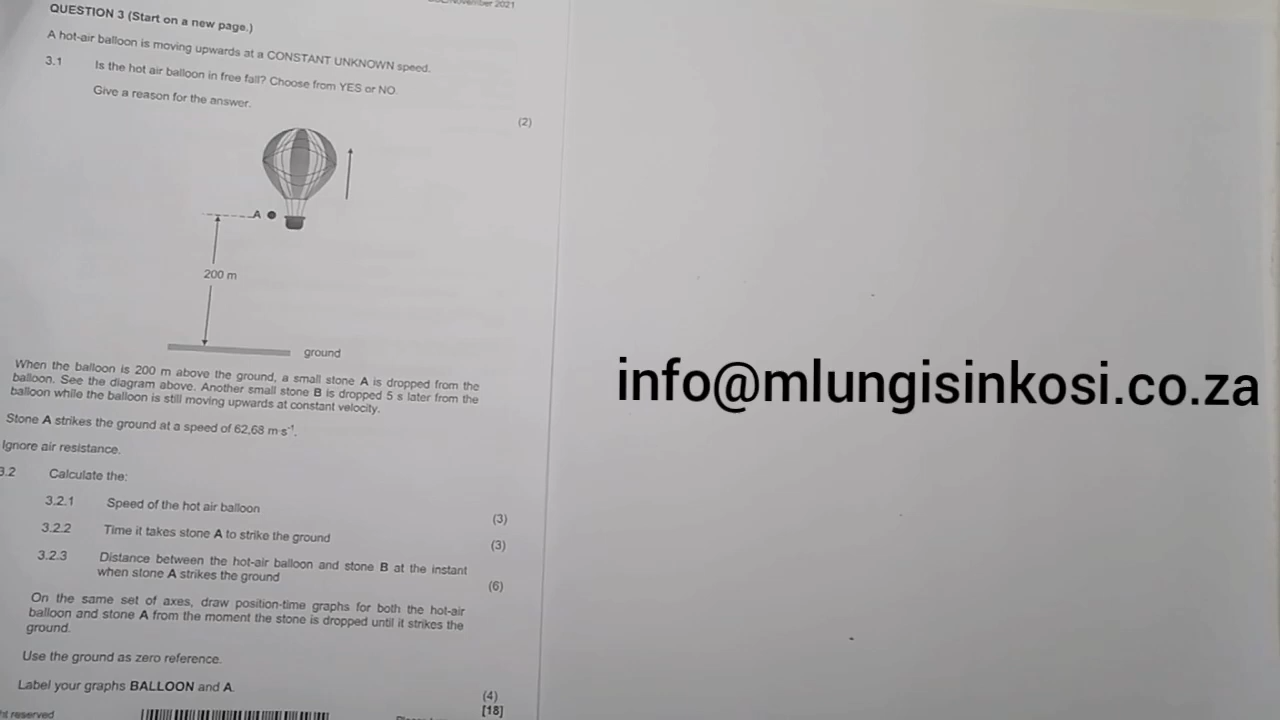 November 2021
QUESTION 3 (Start on a new page.)
A hot-air balloon is moving upwards at a CONSTANT UNKNOWN speed.
3.1 Is the hot air balloon in free fall? Choose from YES or NO.
Give a reason for the answer.
(2)
A
200 m
ground
When the balloon is 200 m above the ground, a small stone A is dropped from the
balloon. See the diagram above. Another small stone B is dropped 5 s later from the
balloon while the balloon is still moving upwards at constant velocity.
Stone A strikes the ground at a speed of 62,68 m·s⁻¹.
Ignore air resistance.
3.2 Calculate the:
3.2.1 Speed of the hot air balloon (3)
3.2.2 Time it takes stone A to strike the ground (3)
3.2.3 Distance between the hot-air balloon and stone B at the instant
when stone A strikes the ground (6)
On the same set of axes, draw position-time graphs for both the hot-air
balloon and stone A from the moment the stone is dropped until it strikes the
ground.
Use the ground as zero reference.
Label your graphs BALLOON and A.
(4)
[18]
reserved
info@mlungisinkosi.co.za